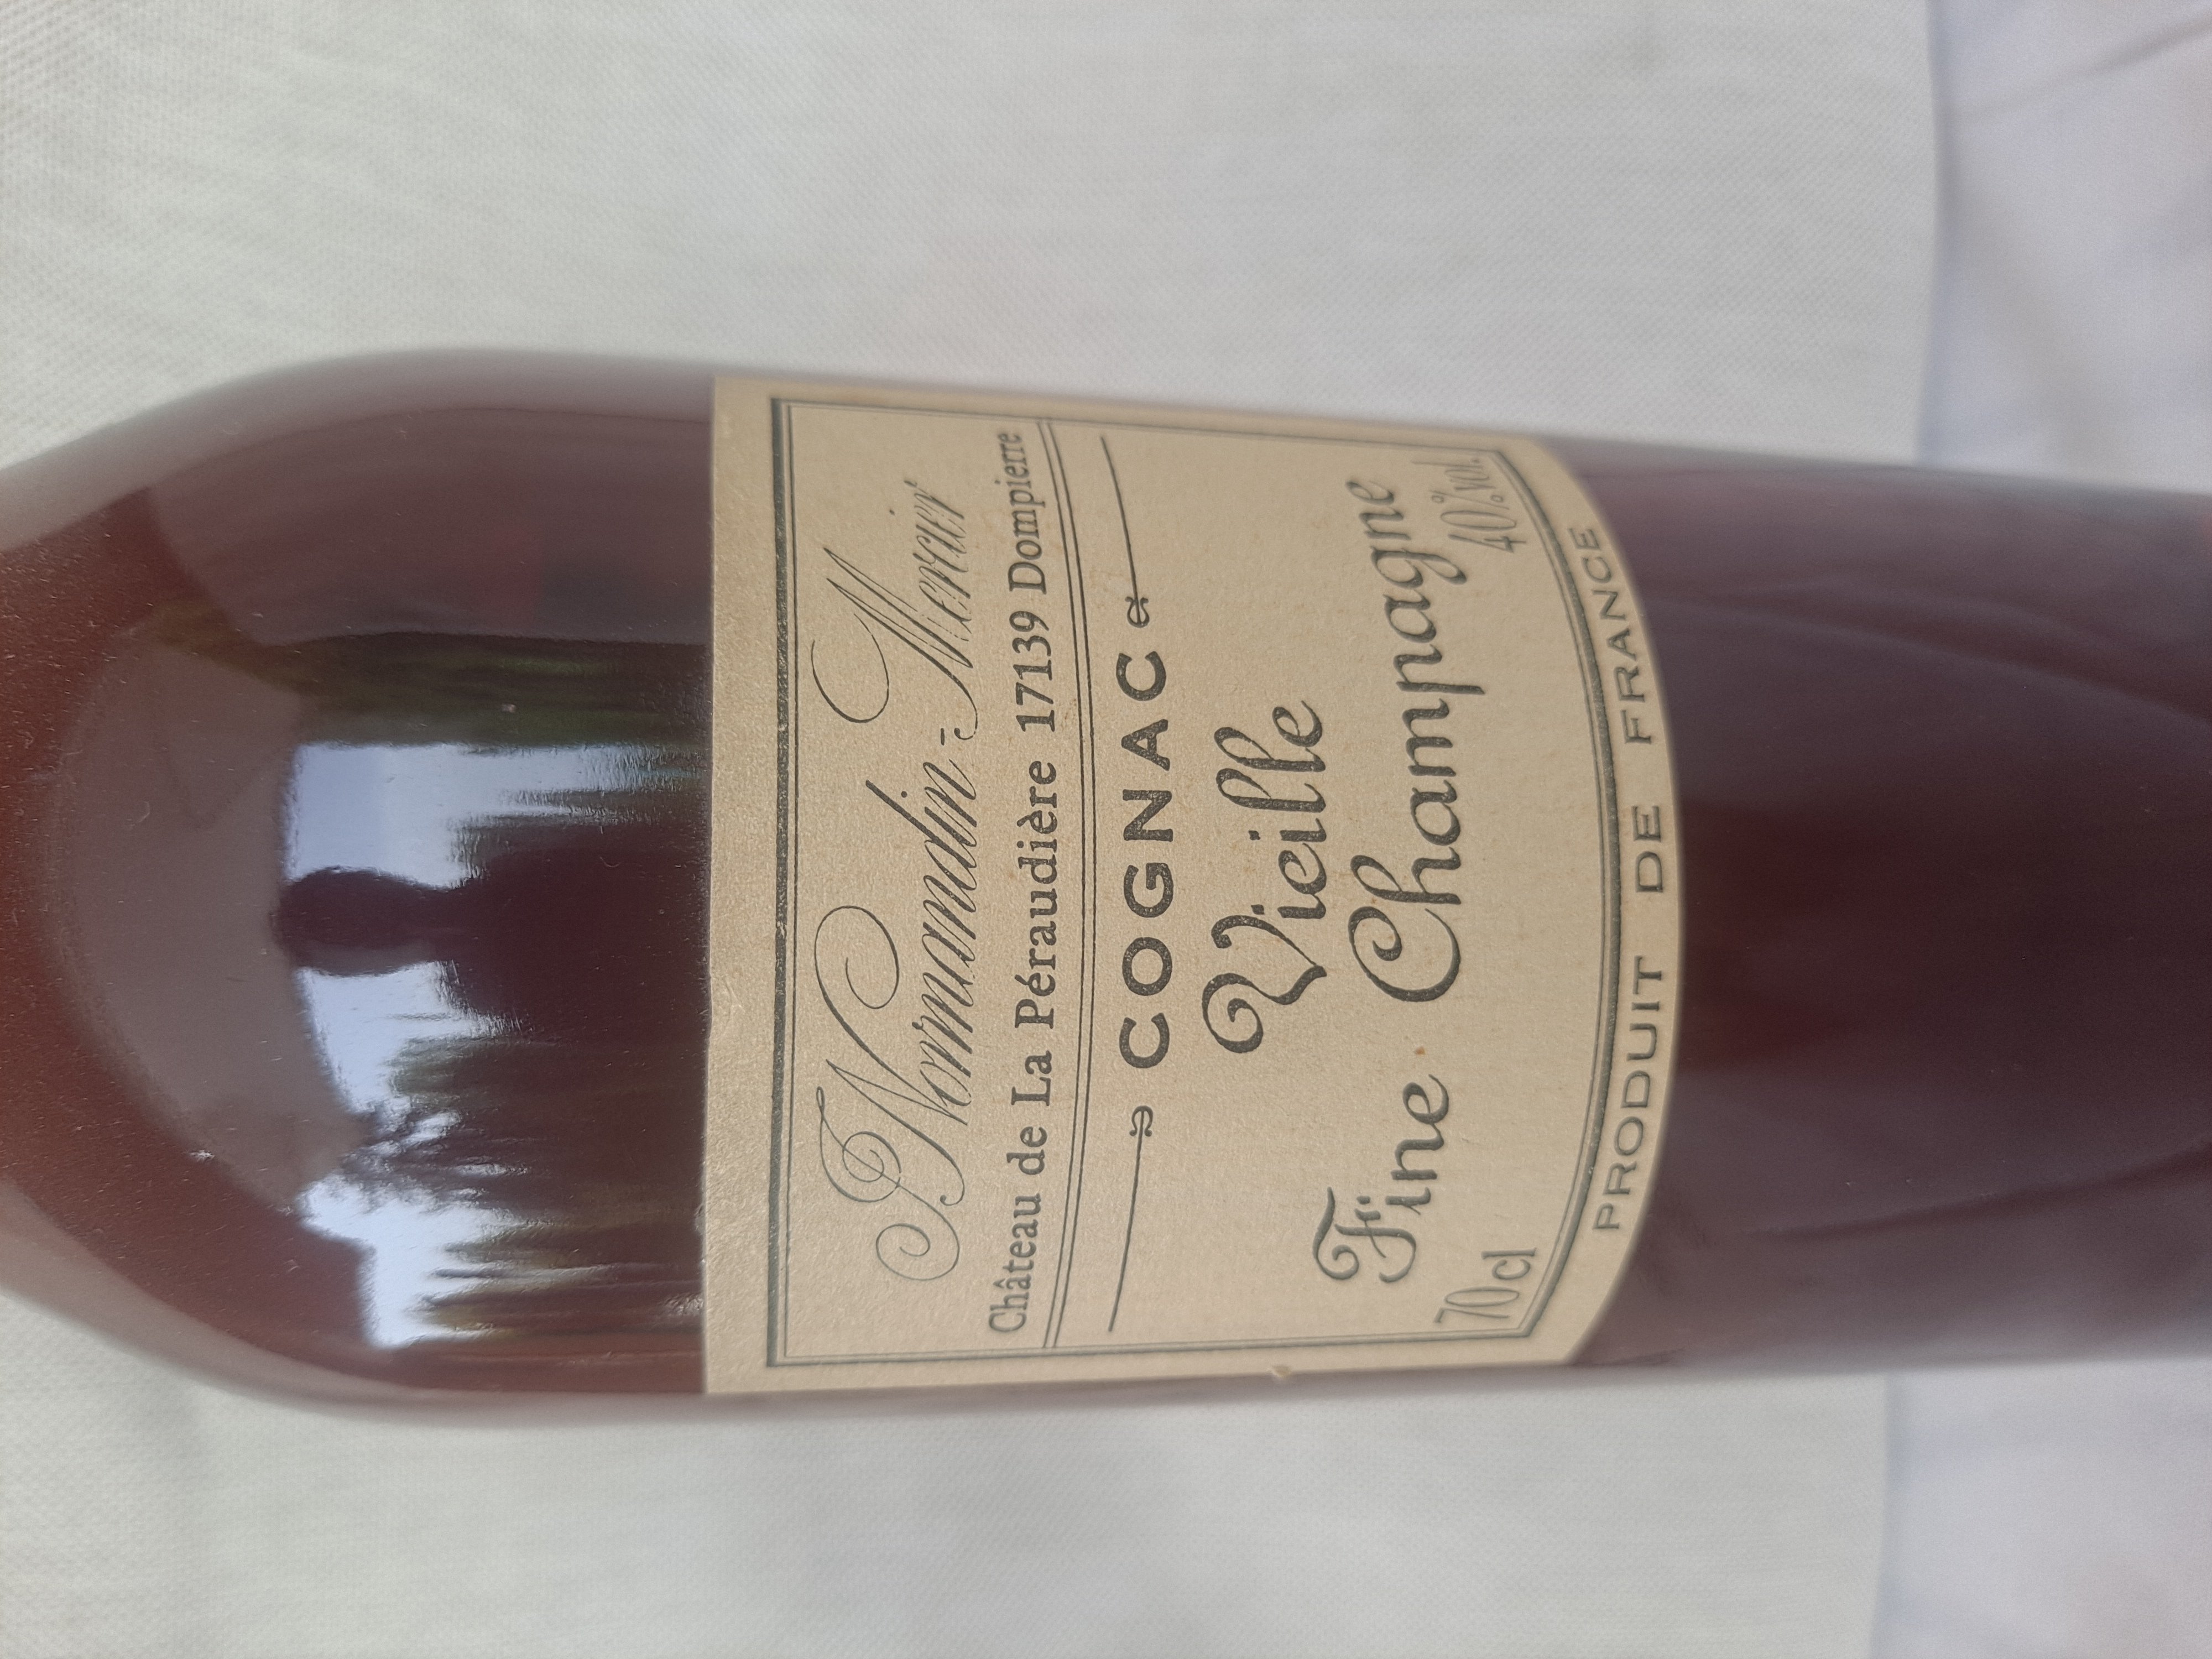 Normandin-Mercier
Château de La Péraudière 17139 Dompierre
COGNAC
Vieille
Fine Champagne
70cl 40%vol.
PRODUIT DE FRANCE